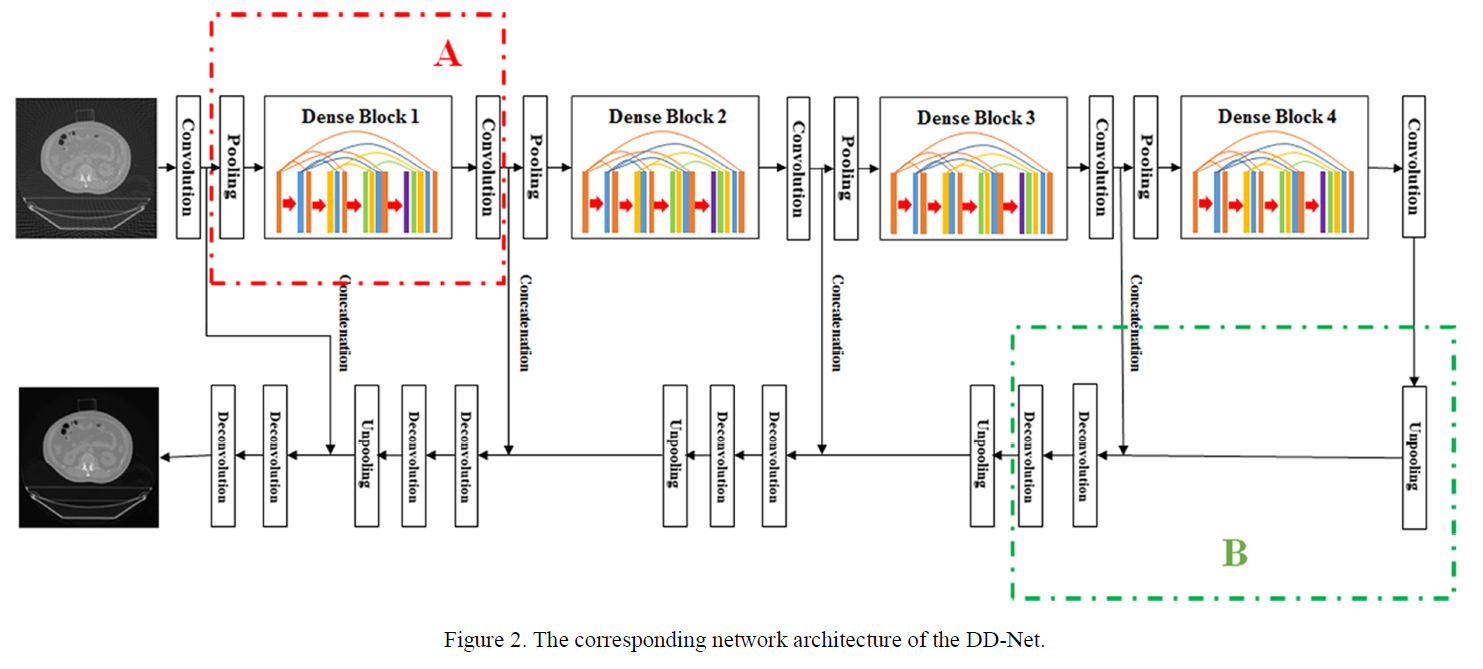 A
Convolution
Pooling
Dense Block 1
Convolution
Pooling
Dense Block 2
Convolution
Pooling
Dense Block 3
Convolution
Pooling
Dense Block 4
Convolution
Concatenation
Concatenation
Concatenation
Concatenation
Deconvolution
Deconvolution
Unpooling
Deconvolution
Deconvolution
Unpooling
Deconvolution
Deconvolution
Unpooling
Deconvolution
Deconvolution
Unpooling
B
Figure 2. The corresponding network architecture of the DD-Net.